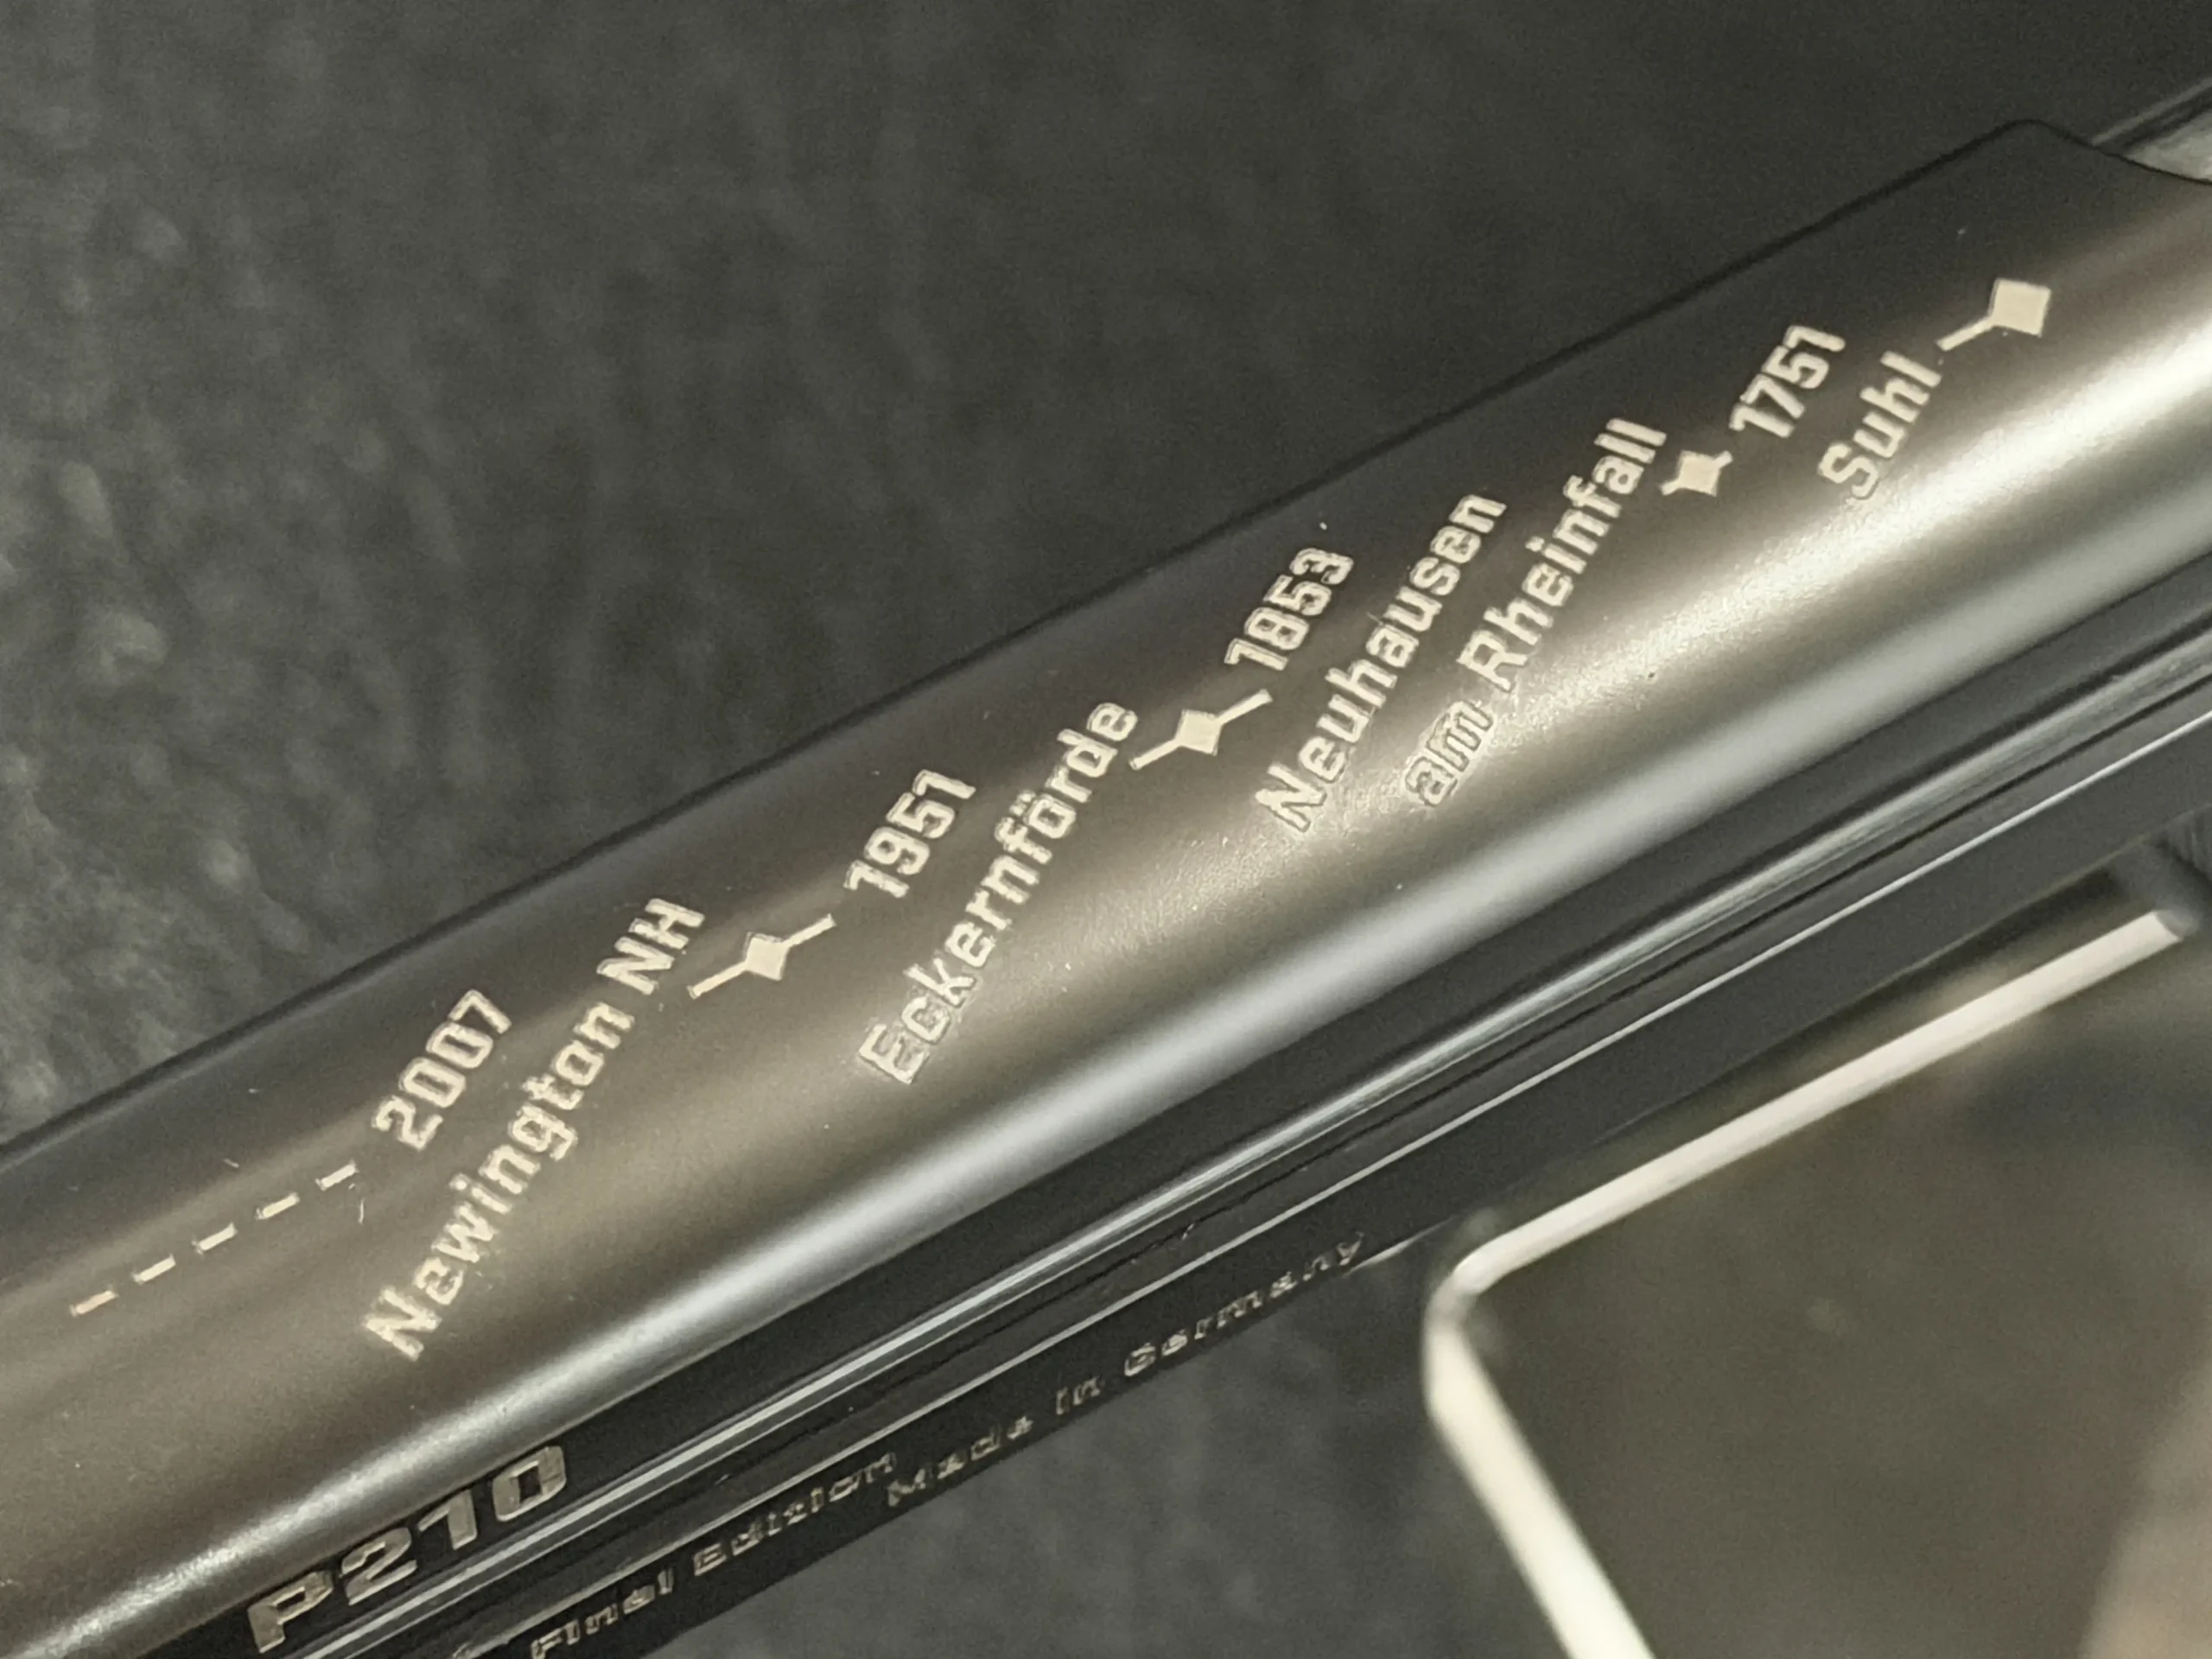 2007
Newington NH
1951
Eckernförde
1853
Neuhausen
am Rheinfall
1751
Suhl
P210
Final Edition
Made in Germany